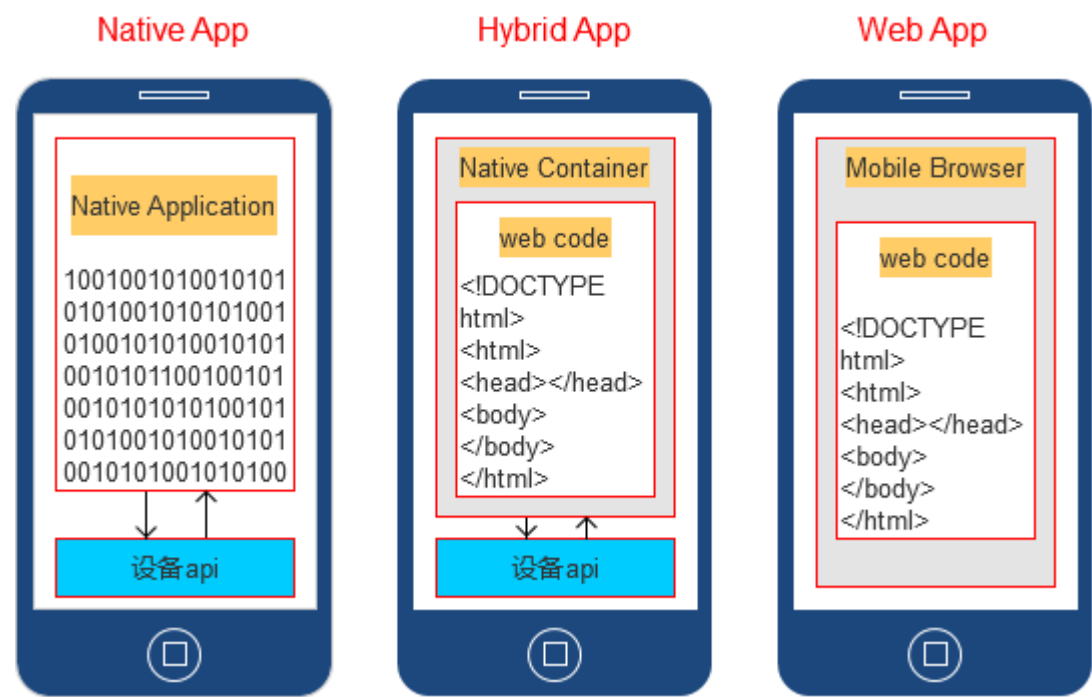 Native App
Native Application
1001001010010101
0101001010101001
0100101010010101
0010101100100101
0010101010100101
0101001010010101
0010101001010100
设备api
Hybrid App
Native Container
web code
<!DOCTYPE
html>
<html>
<head></head>
<body>
</body>
</html>
设备api
Web App
Mobile Browser
web code
<!DOCTYPE
html>
<html>
<head></head>
<body>
</body>
</html>